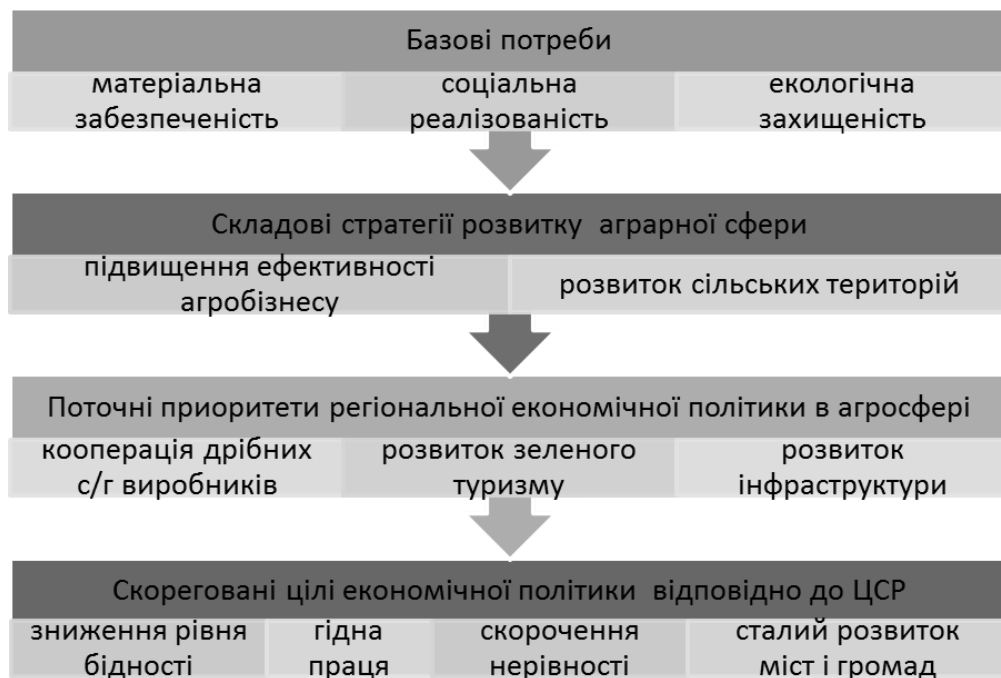 Базові потреби
матеріальна
забезпеченість
соціальна
реалізованість
екологічна
захищеність
Складові стратегії розвитку аграрної сфери
підвищення ефективності
агробізнесу
розвиток сільських територій
Поточні приоритети регіональної економічної політики в агросфері
кооперація дрібних
с/г виробників
розвиток зеленого
туризму
розвиток
інфраструктури
Скореговані цілі економічної політики відповідно до ЦСР
зниження рівня
бідності
гідна
праця
скорочення
нерівності
сталий розвиток
міст і громад